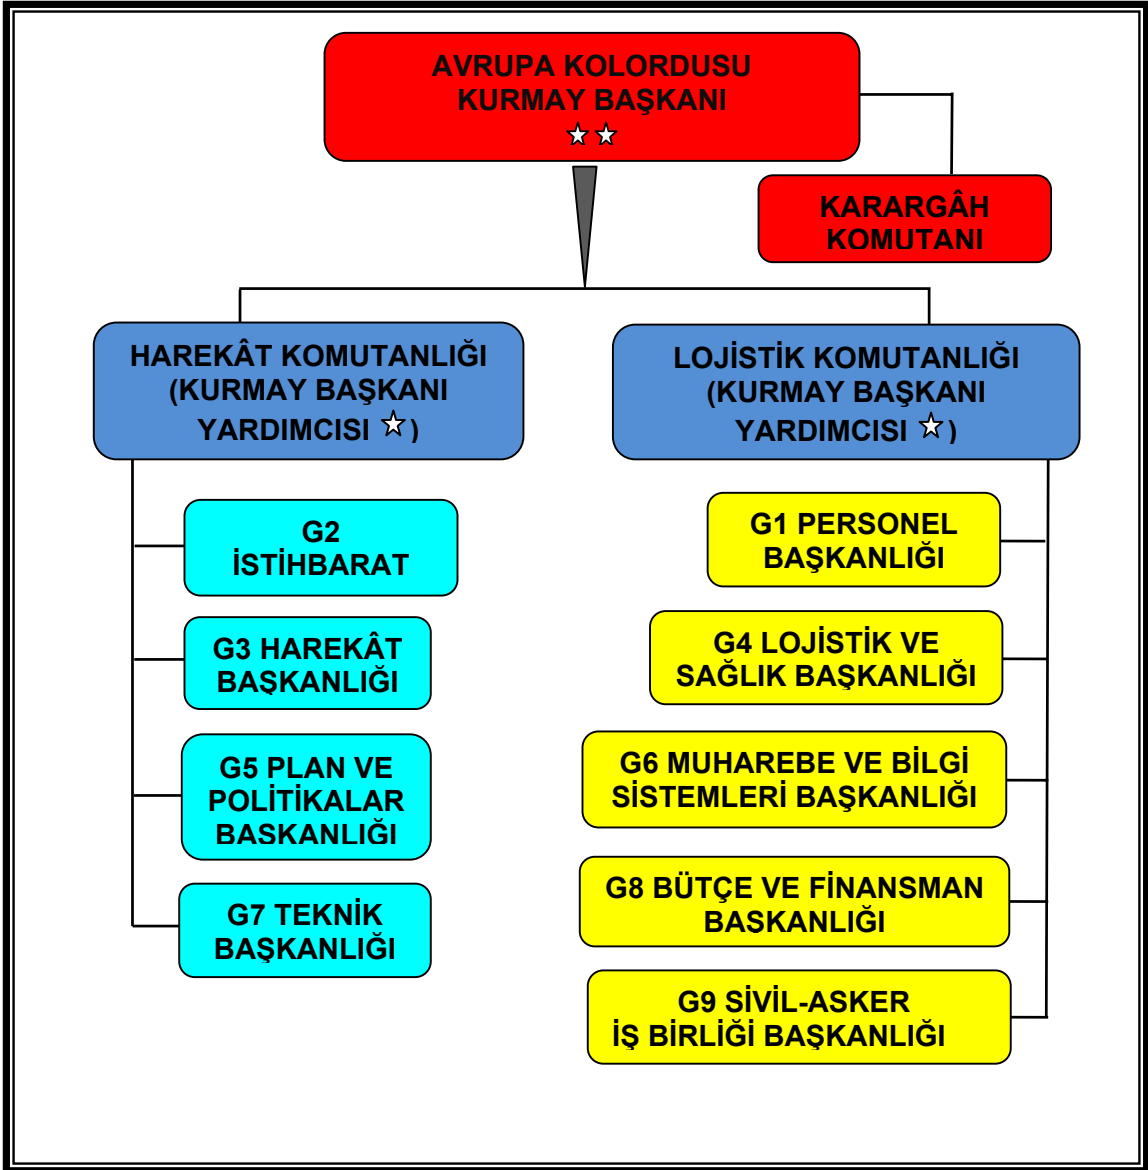 AVRUPA KOLORDUSU
KURMAY BAŞKANI
☆☆
KARARGÂH
KOMUTANI
HAREKÂT KOMUTANLIĞI
(KURMAY BAŞKANI
YARDIMCISI ☆)
LOJİSTİK KOMUTANLIĞI
(KURMAY BAŞKANI
YARDIMCISI ☆)
G2
İSTİHBARAT
G3 HAREKÂT
BAŞKANLIĞI
G5 PLAN VE
POLİTİKALAR
BAŞKANLIĞI
G7 TEKNİK
BAŞKANLIĞI
G1 PERSONEL
BAŞKANLIĞI
G4 LOJİSTİK VE
SAĞLIK BAŞKANLIĞI
G6 MUHAREBE VE BİLGİ
SİSTEMLERİ BAŞKANLIĞI
G8 BÜTÇE VE FİNANSMAN
BAŞKANLIĞI
G9 SİVİL-ASKER
İŞ BİRLİĞİ BAŞKANLIĞI